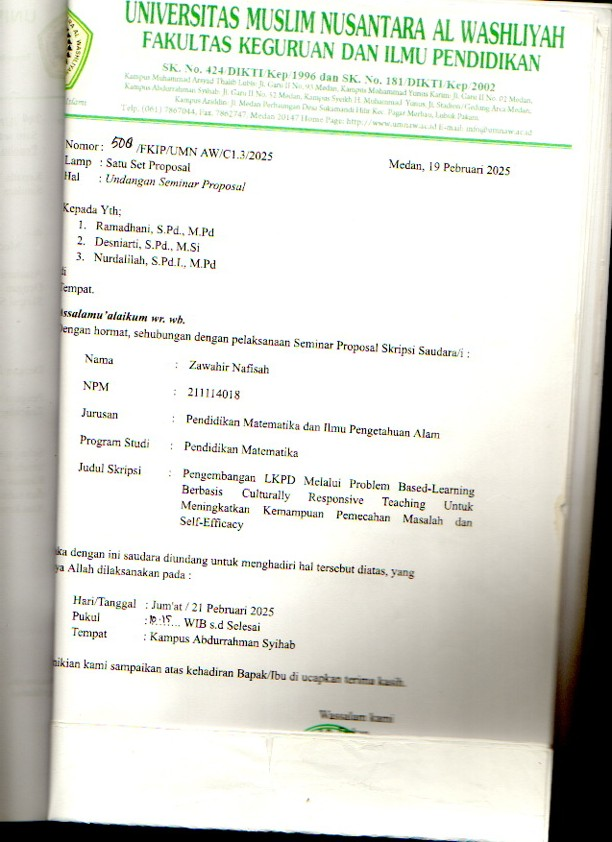 UNIVERSITAS MUSLIM NUSANTARA AL WASHLIYAH
FAKULTAS KEGURUAN DAN ILMU PENDIDIKAN
SK. No. 424/DIKTI/Kep/1996 dan SK. No. 181/DIKTI/Kep/2002
Kampus Muhammad Arsyad Thalib Lubis: Jl. Garu II No. 93 Medan, Kampus Muhammad Yunus Karim: Jl. Garu II No. 02 Medan,
Kampus Abdurrahman Syihab: Jl. Garu II No. 52 Medan, Kampus Syeikh H. Muhammad Yunus: Jl. Stadion/Gedung Arca Medan,
Kampus Azaddin: Jl. Medan Perbaungan Desa Sukamandi Hilir Kec. Pagar Merbau, Lubuk Pakam
Telp. (061) 7867044, Fax. 7862747, Medan 20147 Home Page: http://www.umnaw.ac.id E-mail: info@umnaw.ac.id
Nomor : 508 /FKIP/UMN AW/C1.3/2025
Medan, 19 Pebruari 2025
Lamp : Satu Set Proposal
Hal : Undangan Seminar Proposal
Kepada Yth;
1. Ramadhani, S.Pd., M.Pd
2. Desniarti, S.Pd., M.Si
3. Nurdalilah, S.Pd.I., M.Pd
di
Tempat.
ssalamu'alaikum wr. wb.
Dengan hormat, sehubungan dengan pelaksanaan Seminar Proposal Skripsi Saudara/i :
Nama : Zawahir Nafisah
NPM : 211114018
Jurusan : Pendidikan Matematika dan Ilmu Pengetahuan Alam
Program Studi : Pendidikan Matematika
Judul Skripsi : Pengembangan LKPD Melalui Problem Based-Learning
Berbasis Culturally Responsive Teaching Untuk
Meningkatkan Kemampuan Pemecahan Masalah dan
Self-Efficacy
ka dengan ini saudara diundang untuk menghadiri hal tersebut diatas, yang
ya Allah dilaksanakan pada :
Hari/Tanggal : Jum'at / 21 Pebruari 2025
Pukul : 10.15... WIB s.d Selesai
Tempat : Kampus Abdurrahman Syihab
nikian kami sampaikan atas kehadiran Bapak/Ibu di ucapkan terima kasih.
Wassalam kami